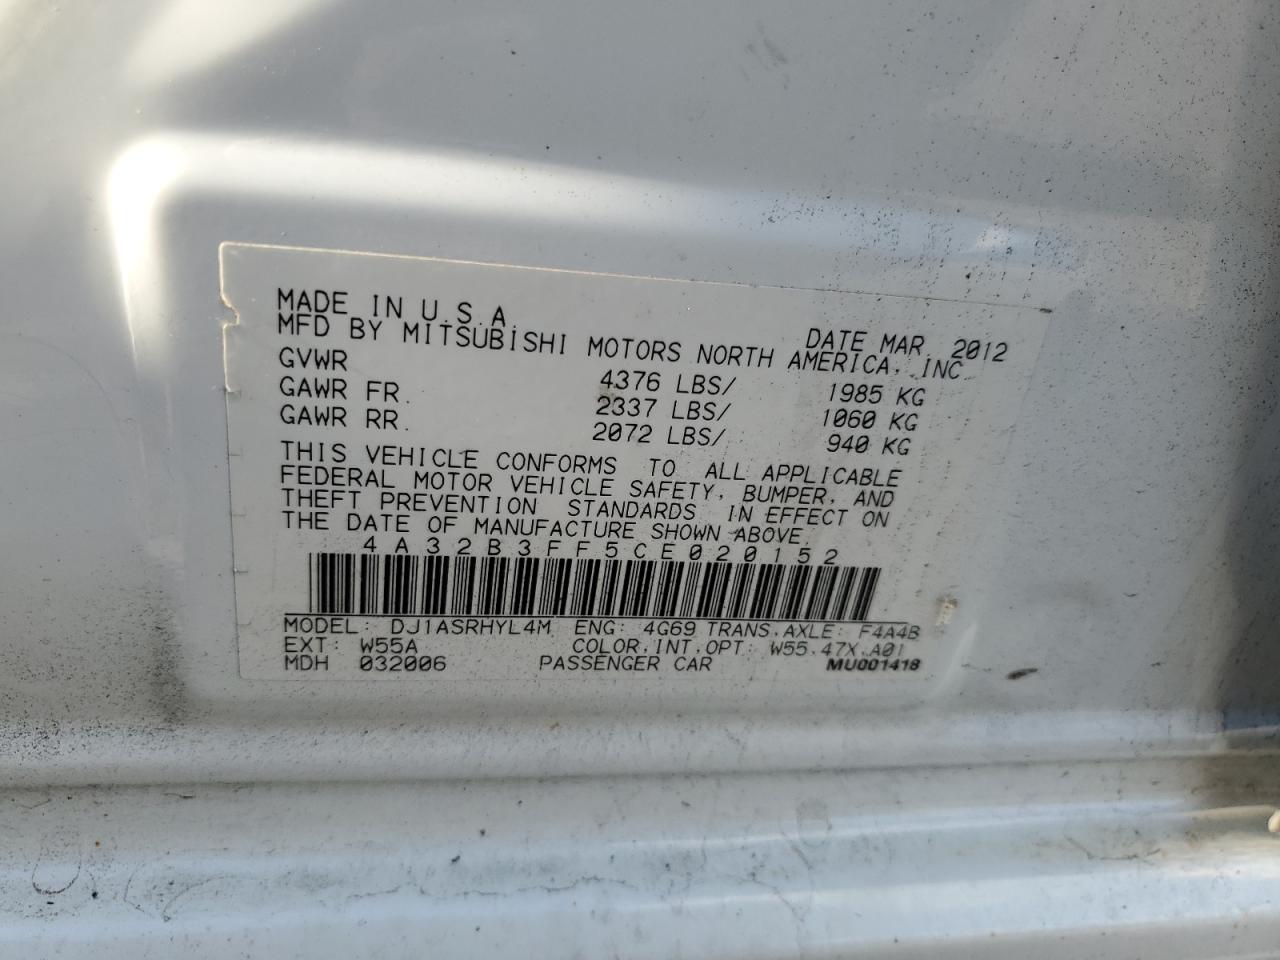 MADE IN U.S.A. DATE MAR. 2012
MFD BY MITSUBISHI MOTORS NORTH AMERICA, INC
GVWR 4376 LBS/ 1985 KG
GAWR FR. 2337 LBS/ 1060 KG
GAWR RR. 2072 LBS/ 940 KG
THIS VEHICLE CONFORMS TO ALL APPLICABLE
FEDERAL MOTOR VEHICLE SAFETY, BUMPER, AND
THEFT PREVENTION STANDARDS IN EFFECT ON
THE DATE OF MANUFACTURE SHOWN ABOVE.
4A32B3FF5CE020152
MODEL: DJ1ASRHYL4M ENG: 4G69 TRANS.AXLE: F4A4B
EXT: W55A COLOR.INT.OPT: W55.47X.A01
MDH 032006 PASSENGER CAR MU001418